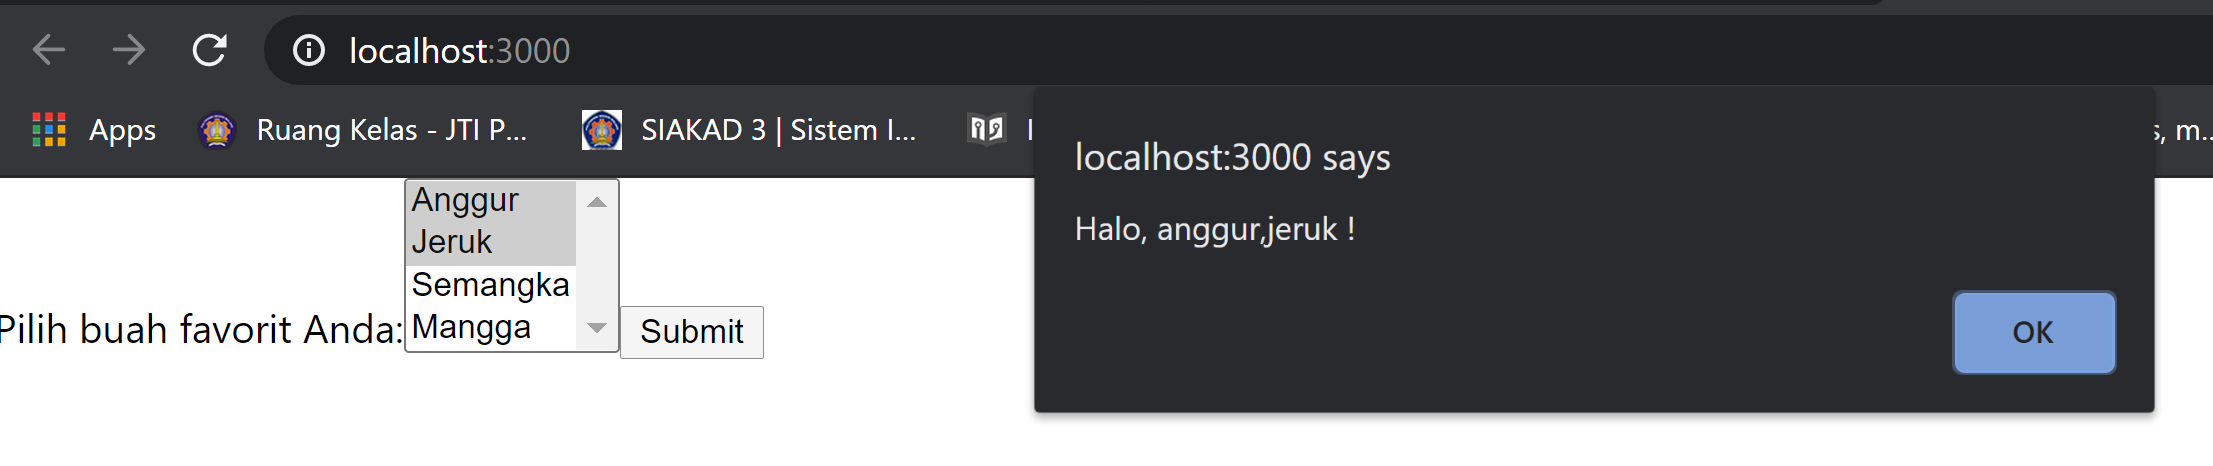 localhost:3000
Apps
Ruang Kelas - JTI P...
SIAKAD 3 | Sistem I...
localhost:3000 says
Halo, anggur,jeruk !
OK
Anggur
Jeruk
Semangka
Mangga
Pilih buah favorit Anda:
Submit